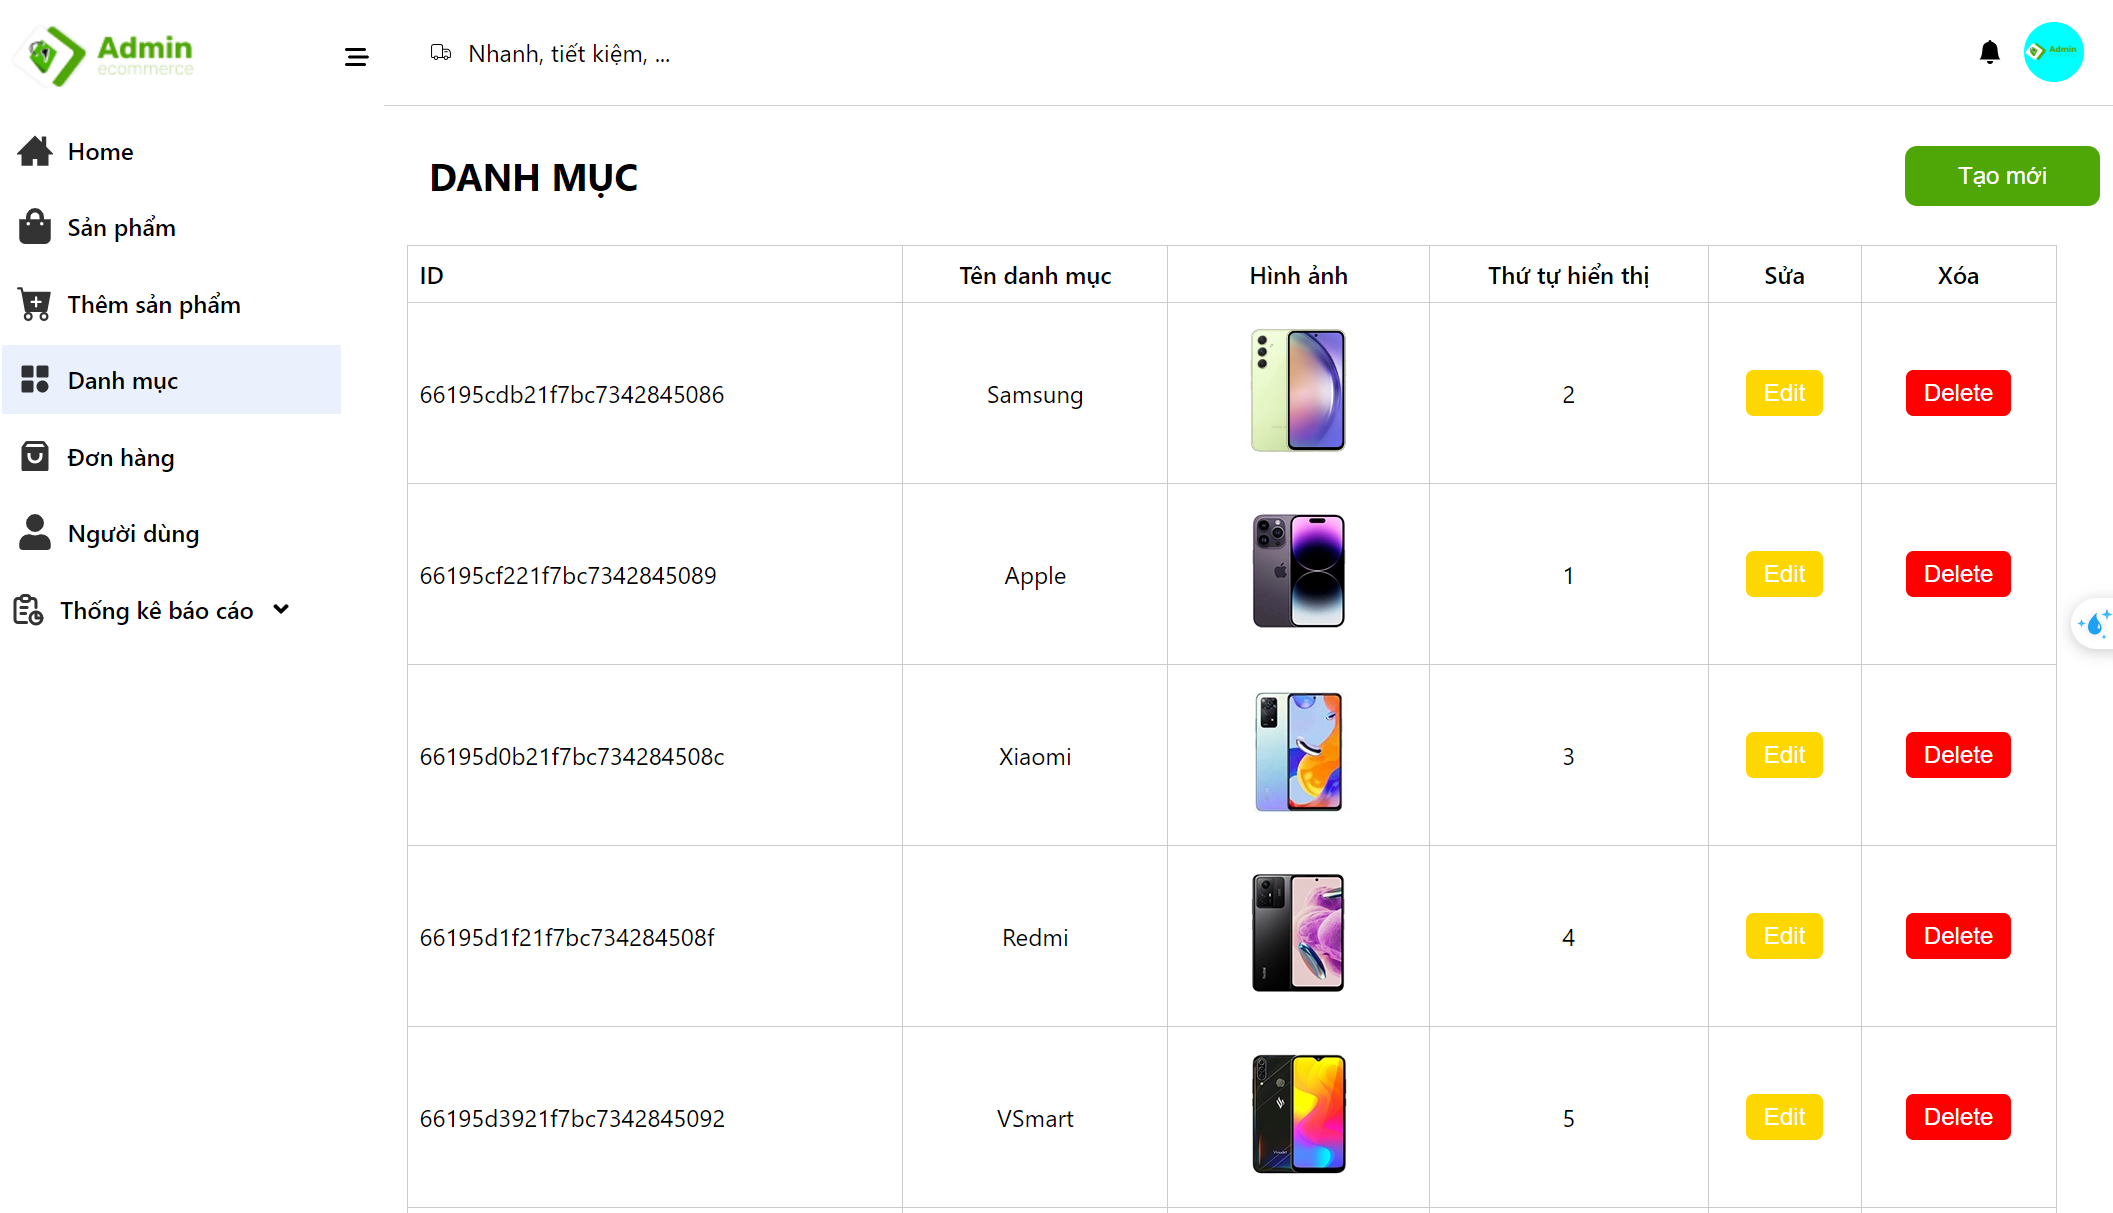 Admin
ecommerce
Nhanh, tiết kiệm, ...
Admin
Home
Sản phẩm
Thêm sản phẩm
Danh mục
Đơn hàng
Người dùng
Thống kê báo cáo
DANH MỤC
Tạo mới
ID Tên danh mục Hình ảnh Thứ tự hiển thị Sửa Xóa
66195cdb21f7bc7342845086 Samsung 2 Edit Delete
66195cf221f7bc7342845089 Apple 1 Edit Delete
66195d0b21f7bc734284508c Xiaomi 3 Edit Delete
66195d1f21f7bc734284508f Redmi 4 Edit Delete
66195d3921f7bc7342845092 VSmart 5 Edit Delete